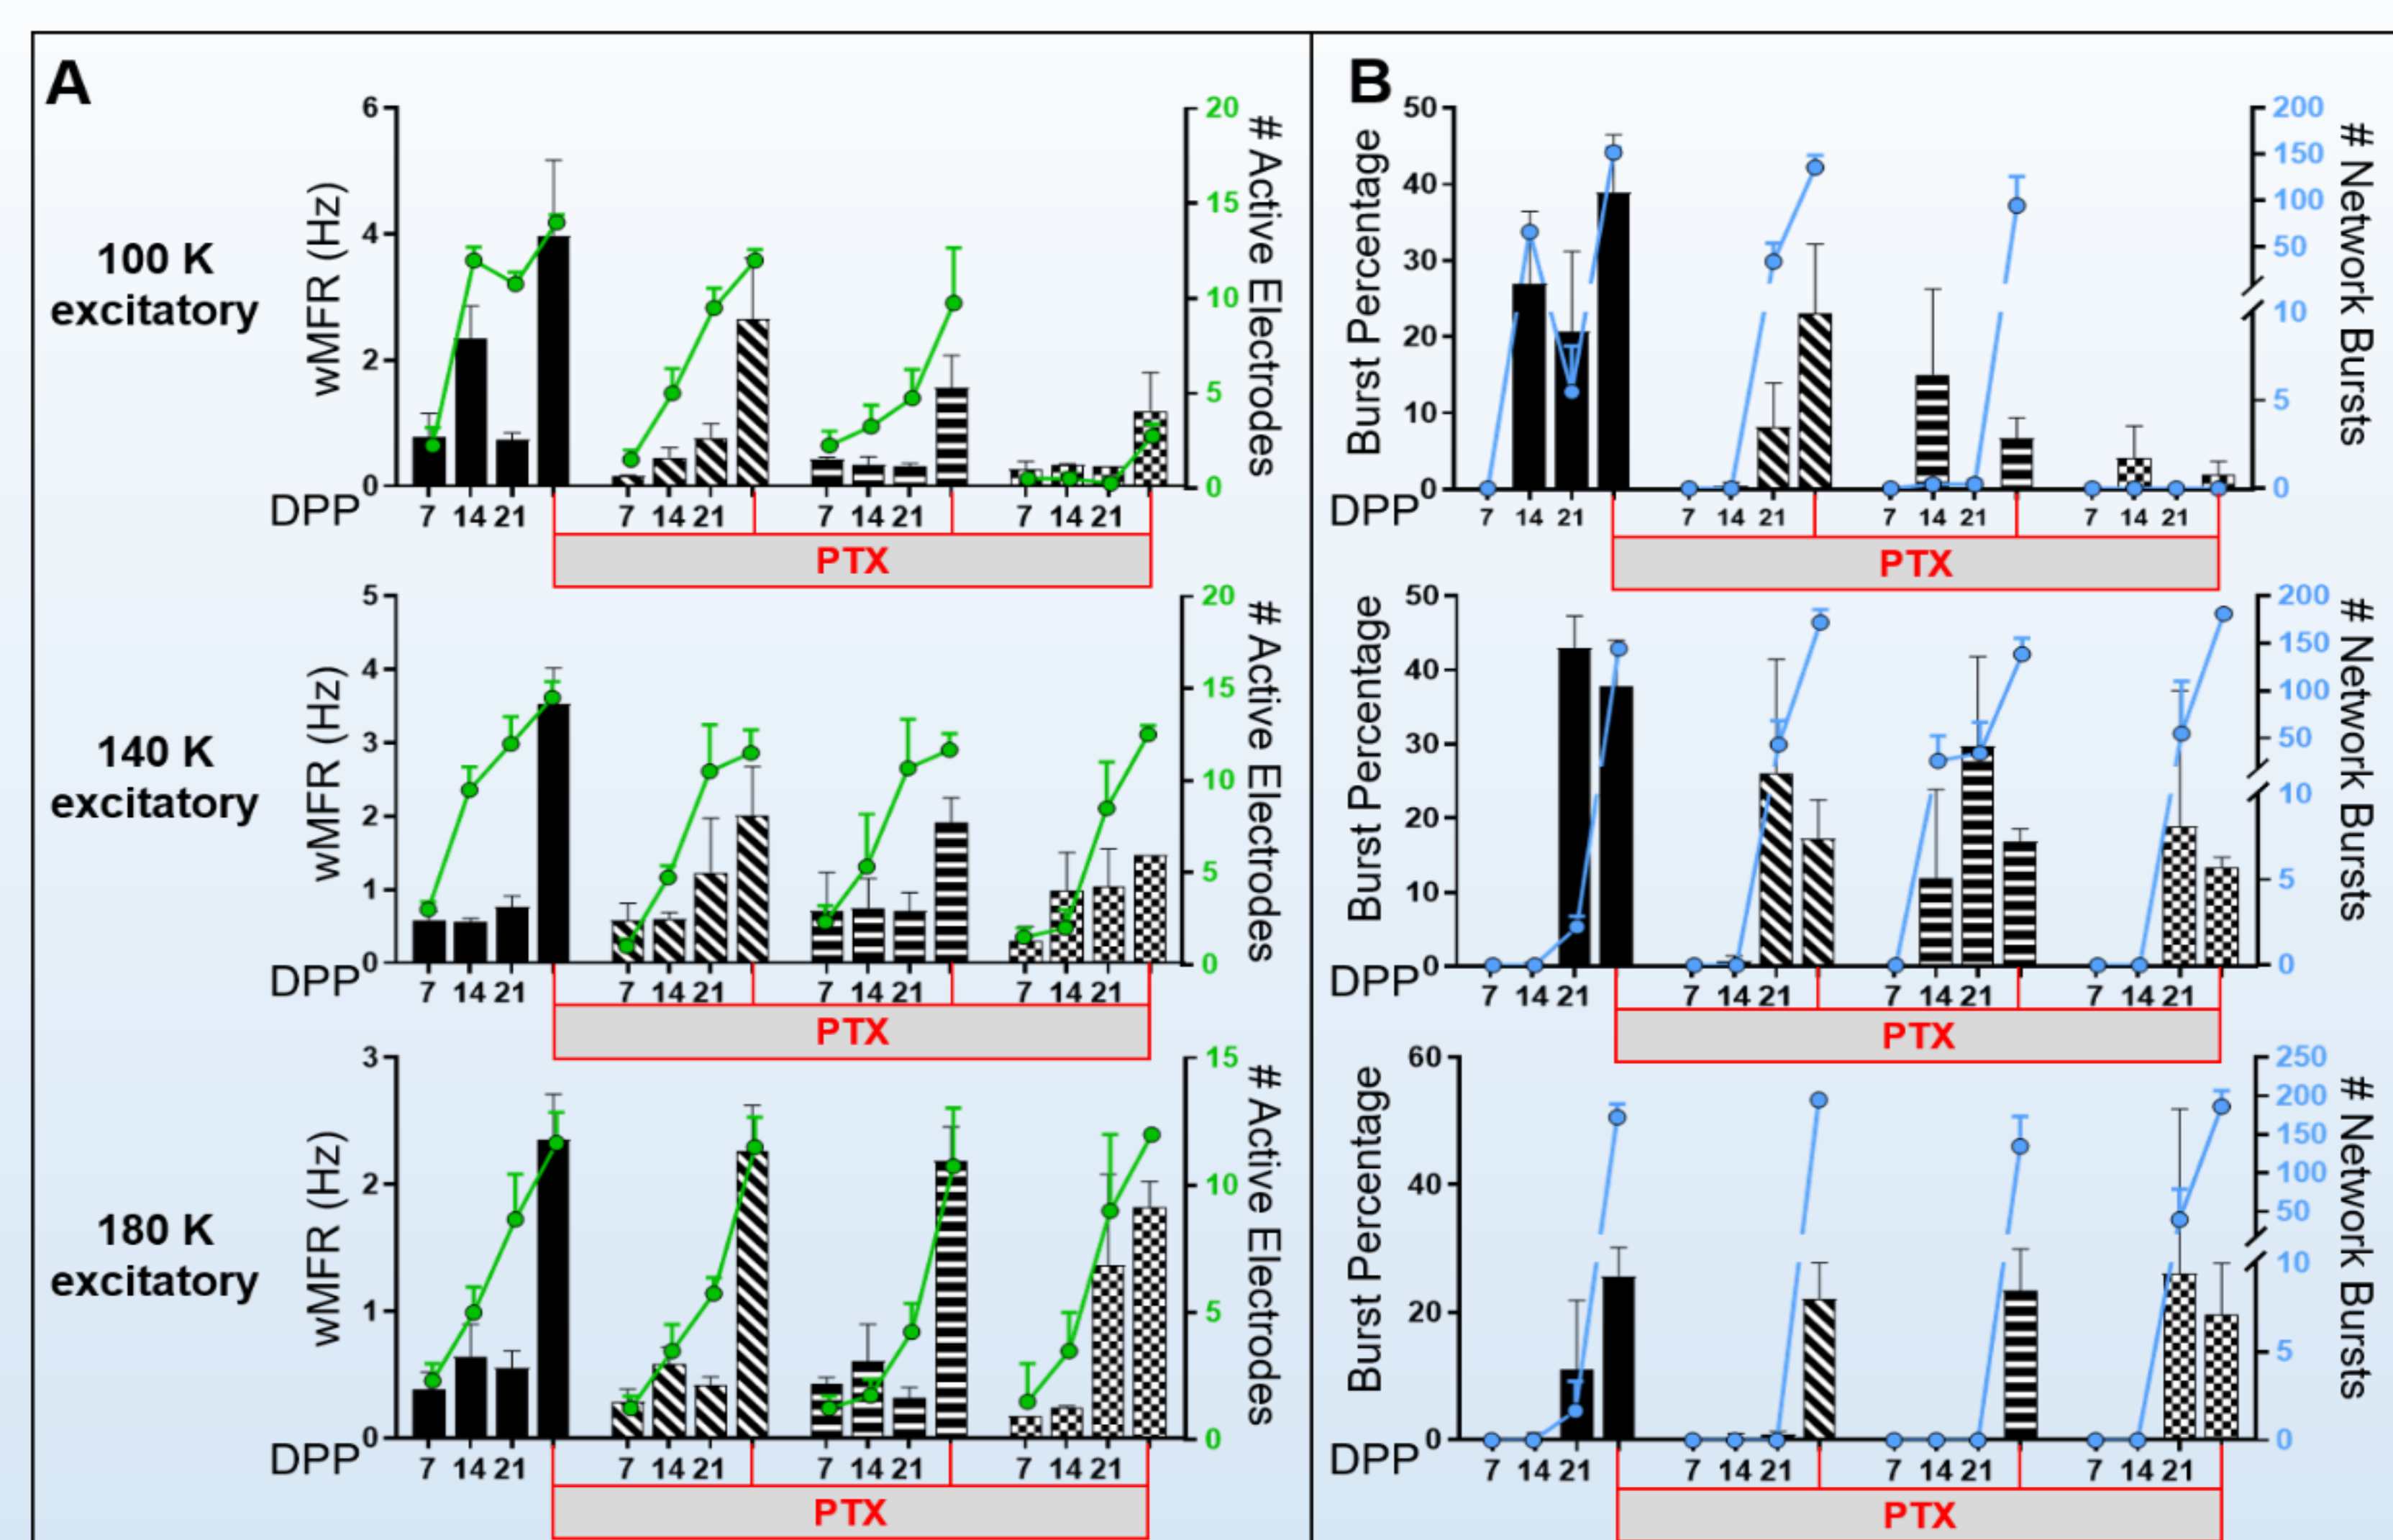 A
100 K
excitatory
wMFR (Hz)
6
4
2
0
20
15
10
5
0
# Active Electrodes
DPP
7 14 21
7 14 21
7 14 21
7 14 21
PTX
140 K
excitatory
wMFR (Hz)
5
4
3
2
1
0
20
15
10
5
0
# Active Electrodes
DPP
7 14 21
7 14 21
7 14 21
7 14 21
PTX
180 K
excitatory
wMFR (Hz)
3
2
1
0
15
10
5
0
# Active Electrodes
DPP
7 14 21
7 14 21
7 14 21
7 14 21
PTX
B
Burst Percentage
50
40
30
20
10
0
200
150
100
50
10
5
0
# Network Bursts
DPP
7 14 21
7 14 21
7 14 21
7 14 21
PTX
Burst Percentage
50
40
30
20
10
0
200
150
100
50
10
5
0
# Network Bursts
DPP
7 14 21
7 14 21
7 14 21
7 14 21
PTX
Burst Percentage
60
40
20
0
250
200
150
100
50
10
5
0
# Network Bursts
DPP
7 14 21
7 14 21
7 14 21
7 14 21
PTX